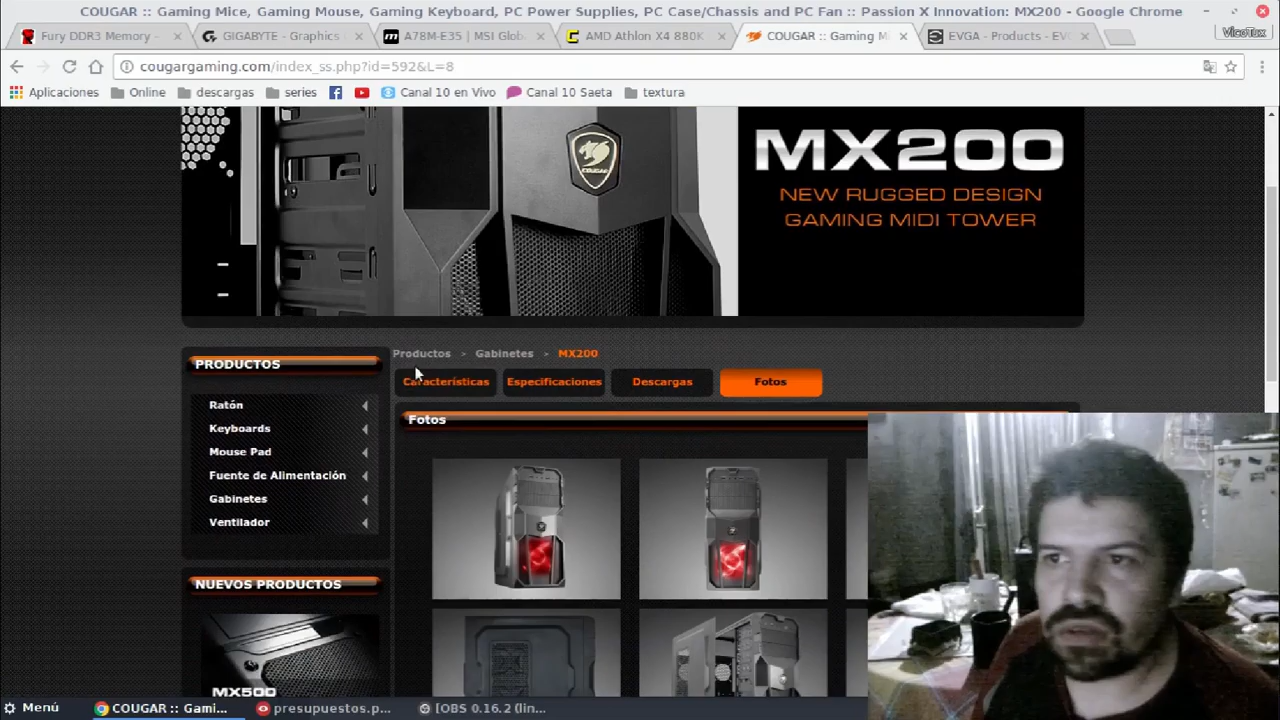 COUGAR :: Gaming Mice, Gaming Mouse, Gaming Keyboard, PC Power Supplies, PC Case/Chassis and PC Fan :: Passion X Innovation: MX200 - Google Chrome
Fury DDR3 Memory -
GIGABYTE - Graphics
A78M-E35 | MSI Glob
AMD Athlon X4 880K
COUGAR :: Gaming M
EVGA - Products - EVG
VicoTux
cougargaming.com/index_ss.php?id=592&L=8
Aplicaciones
Online
descargas
series
Canal 10 en Vivo
Canal 10 Saeta
textura
COUGAR
MX200
NEW RUGGED DESIGN
GAMING MIDI TOWER
Productos > Gabinetes > MX200
PRODUCTOS
Características
Especificaciones
Descargas
Fotos
Ratón
Keyboards
Mouse Pad
Fuente de Alimentación
Gabinetes
Ventilador
Fotos
NUEVOS PRODUCTOS
MX500
Menú
COUGAR :: Gami...
presupuestos.p...
[OBS 0.16.2 (lin...